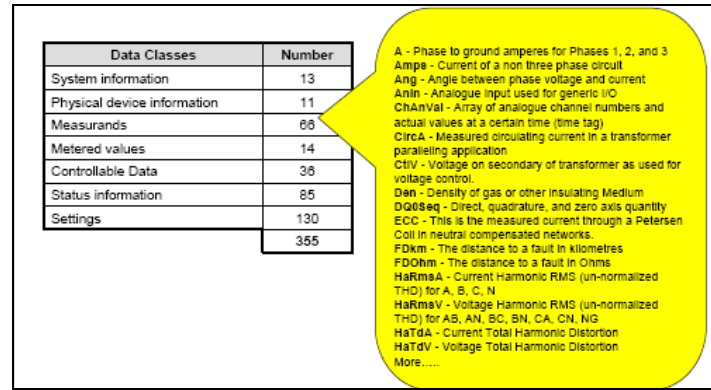 Data Classes Number
System information 13
Physical device information 11
Measurands 66
Metered values 14
Controllable Data 36
Status information 85
Settings 130
355
A - Phase to ground amperes for Phases 1, 2, and 3
Amps - Current of a non three phase circuit
Ang - Angle between phase voltage and current
AnIn - Analogue Input used for generic I/O
ChAnVal - Array of analogue channel numbers and
actual values at a certain time (time tag)
CircA - Measured circulating current in a transformer
paralleling application
CtlV - Voltage on secondary of transformer as used for
voltage control.
Den - Density of gas or other insulating Medium
DQ0Seq - Direct, quadrature, and zero axis quantity
ECC - This is the measured current through a Petersen
Coil in neutral compensated networks.
FDkm - The distance to a fault in kilometres
FDOhm - The distance to a fault in Ohms
HaRmsA - Current Harmonic RMS (un-normalized
THD) for A, B, C, N
HaRmsV - Voltage Harmonic RMS (un-normalized
THD) for AB, AN, BC, BN, CA, CN, NG
HaTdA - Current Total Harmonic Distortion
HaTdV - Voltage Total Harmonic Distortion
More.....